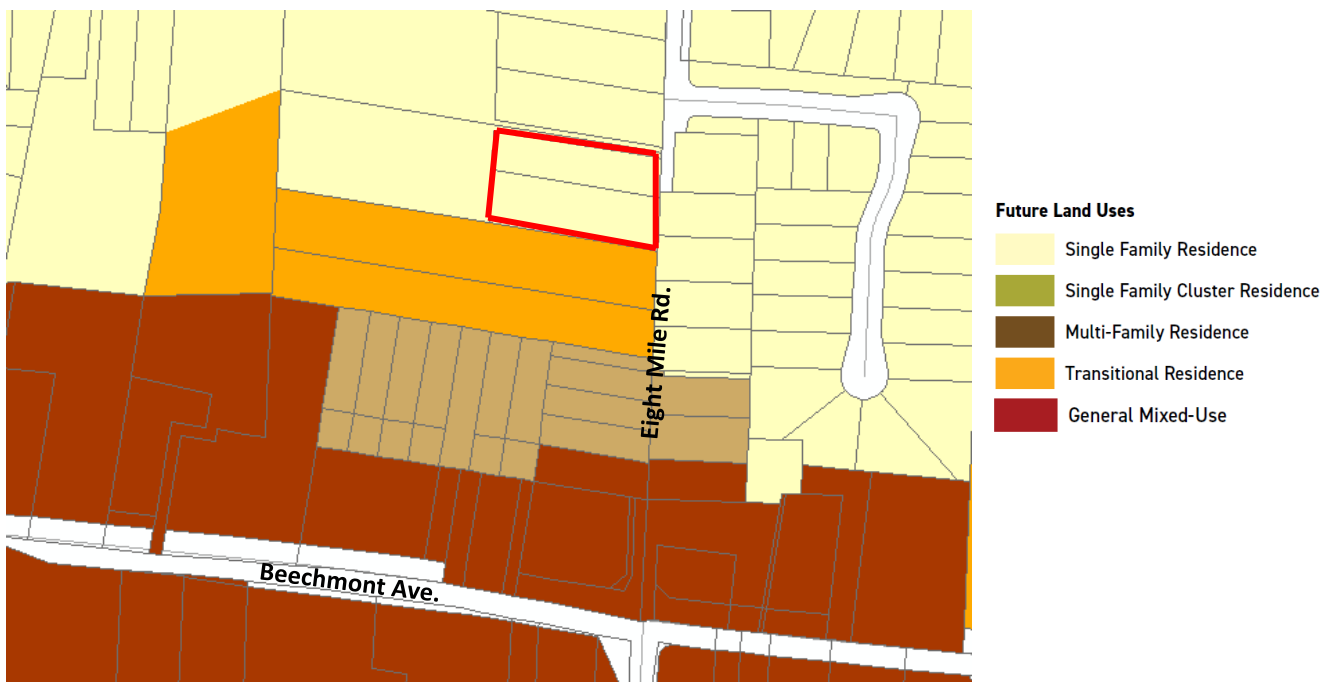 Future Land Uses
Single Family Residence
Single Family Cluster Residence
Multi-Family Residence
Transitional Residence
General Mixed-Use
Eight Mile Rd.
Beechmont Ave.